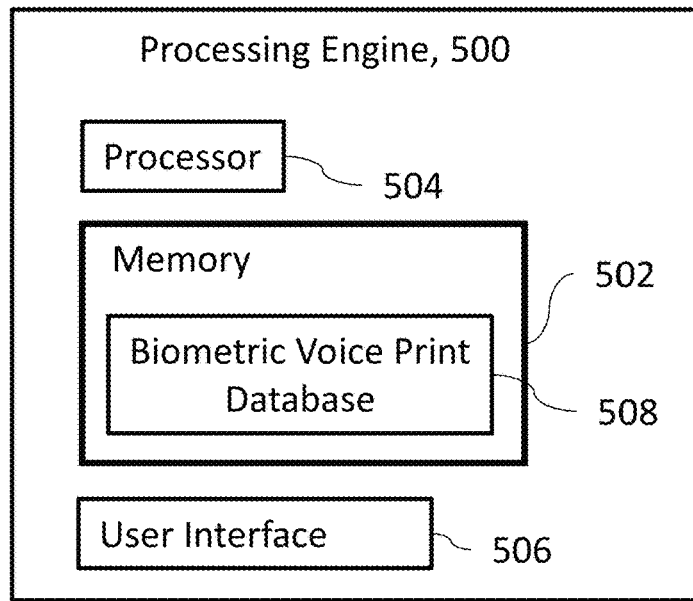 Processing Engine, 500
Processor
504
Memory
502
Biometric Voice Print
Database
508
User Interface
506